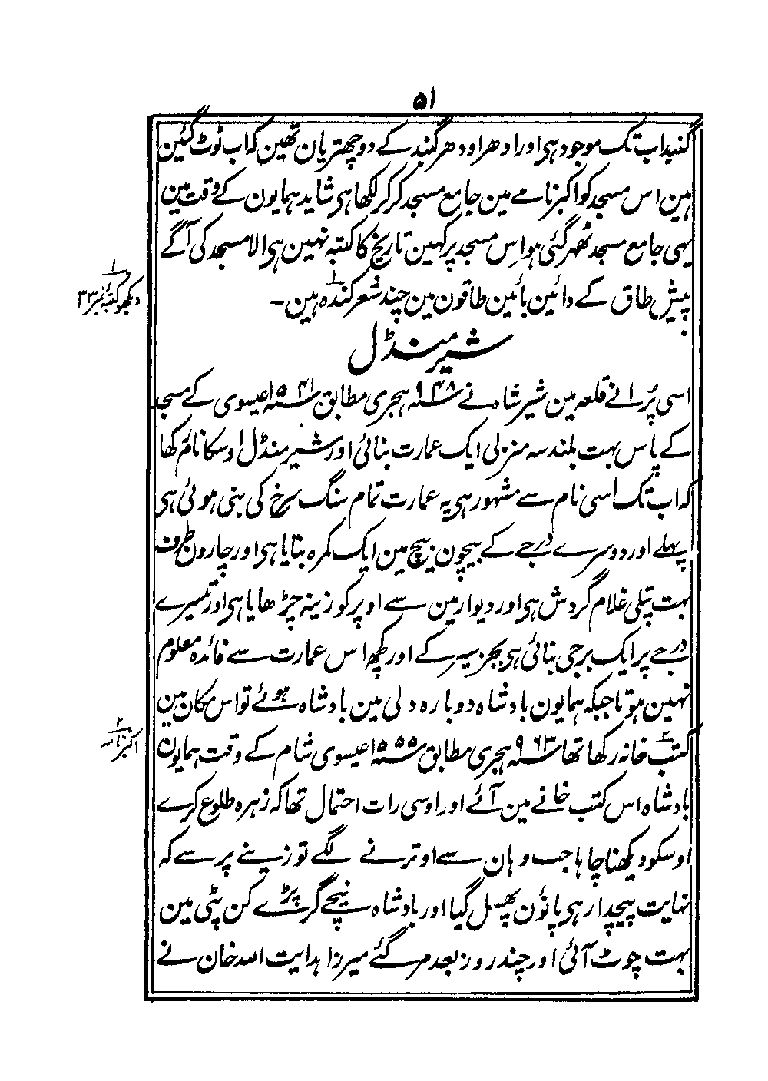 ۵۱
گنبد اب تک موجود ہی اور ادھر اودھر گنبد کے دو چھتریان تھین کہ اب ٹوٹ گئین
ہین اس مسجد کو اکبرنامے مین جامع مسجد کرکر لکھا ہی شاید ہمایون کے وقت مین
یہی جامع مسجد ٹھر گئی ہو اِس مسجد پر کہین تاریخ کا کتبہ نہین ہی الا مسجد کی آگے
پیش طاق کے دائین بائین طاقون مین چند شعر کندہ ہین۔
۱
دیکھو کتبہ نمبر ۳۳
شیر منڈل
اسی پُرانے قلعہ مین شیر شاہ نے ۹۴۸ ہجری مطابق ۱۵۴۱ عیسوی کے مسجد
کے پاس بہت بلند سہ منزلی ایک عمارت بنائی اور شیر منڈل اوسکا نام رکھا
کہ اب تک اسی نام سے مشہور ہی یہ عمارت تمام سنگ سرخ کی بنی ہوئی ہی
پہلے اور دوسرے درجے کے بیچون بیچ مین ایک کمرہ بنایا ہی اور چارون طرف
بہت پتلی غلام گردش ہی اور دیوار مین سے اوپر کو زینہ چڑھایا ہی اور تیسرے
درجے پر ایک برجی بنائی ہی بجز سیر کے اور کچھ اس عمارت سے فائدہ معلوم
نہین ہوتا جبکہ ہمایون بادشاہ دوبارہ دلی مین بادشاہ ہوئے تو اس مکان مین
کتب خانہ رکھا تھا ۹۶۳ ہجری مطابق ۱۵۵۵ عیسوی شام کے وقت ہمایون
۲
اکبرنامہ
بادشاہ اس کتب خانے مین آئے اور اوسی رات احتمال تھا کہ زہرہ طلوع کرے
اوسکو دیکھنا چاہا جب وہان سے اوترنے لگے تو زینے پر سے کہ
نہایت پیچدار ہی پاؤن پھسل گیا اور بادشاہ نیچے گر پڑے کن پٹی مین
بہت چوٹ آئی اور چند روز بعد مر گئے میرزا ہدایت اللہ خان نے